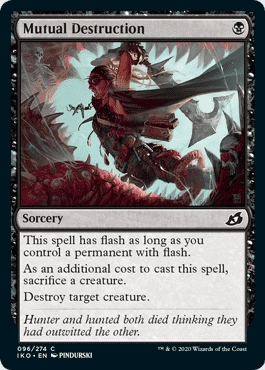 Mutual Destruction
Sorcery
This spell has flash as long as you
control a permanent with flash.
As an additional cost to cast this spell,
sacrifice a creature.
Destroy target creature.
Hunter and hunted both died thinking they
had outwitted the other.
096/274 C
IKO • EN PINDURSKI
™ & © 2020 Wizards of the Coast